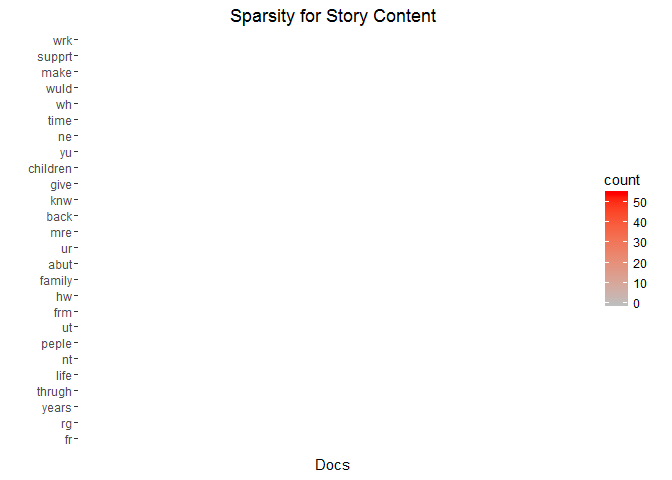 Sparsity for Story Content
wrk
supprt
make
wuld
wh
time
ne
yu
children
give
knw
back
mre
ur
abut
family
hw
frm
ut
peple
nt
life
thrugh
years
rg
fr
Docs
count
50
40
30
20
10
0